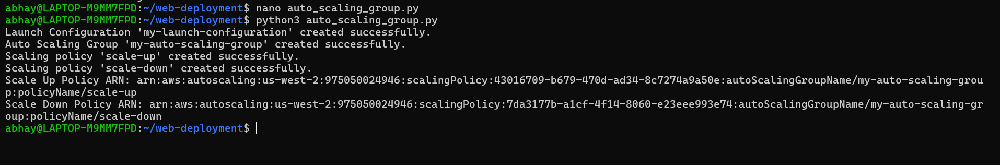 abhay@LAPTOP-M9MM7FPD:~/web-deployment$ nano auto_scaling_group.py
abhay@LAPTOP-M9MM7FPD:~/web-deployment$ python3 auto_scaling_group.py
Launch Configuration 'my-launch-configuration' created successfully.
Auto Scaling Group 'my-auto-scaling-group' created successfully.
Scaling policy 'scale-up' created successfully.
Scaling policy 'scale-down' created successfully.
Scale Up Policy ARN: arn:aws:autoscaling:us-west-2:975050024946:scalingPolicy:43016709-b679-470d-ad34-8c7274a9a50e:autoScalingGroupName/my-auto-scaling-grou
p:policyName/scale-up
Scale Down Policy ARN: arn:aws:autoscaling:us-west-2:975050024946:scalingPolicy:7da3177b-a1cf-4f14-8060-e23eee993e74:autoScalingGroupName/my-auto-scaling-gr
oup:policyName/scale-down
abhay@LAPTOP-M9MM7FPD:~/web-deployment$